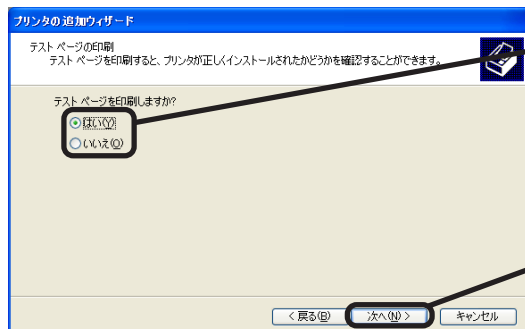 プリンタの追加ウィザード
テスト ページの印刷
テスト ページを印刷すると、プリンタが正しくインストールされたかどうかを確認することができます。
テスト ページを印刷しますか?
はい(Y)
いいえ(O)
< 戻る(B) 次へ(N) > キャンセル